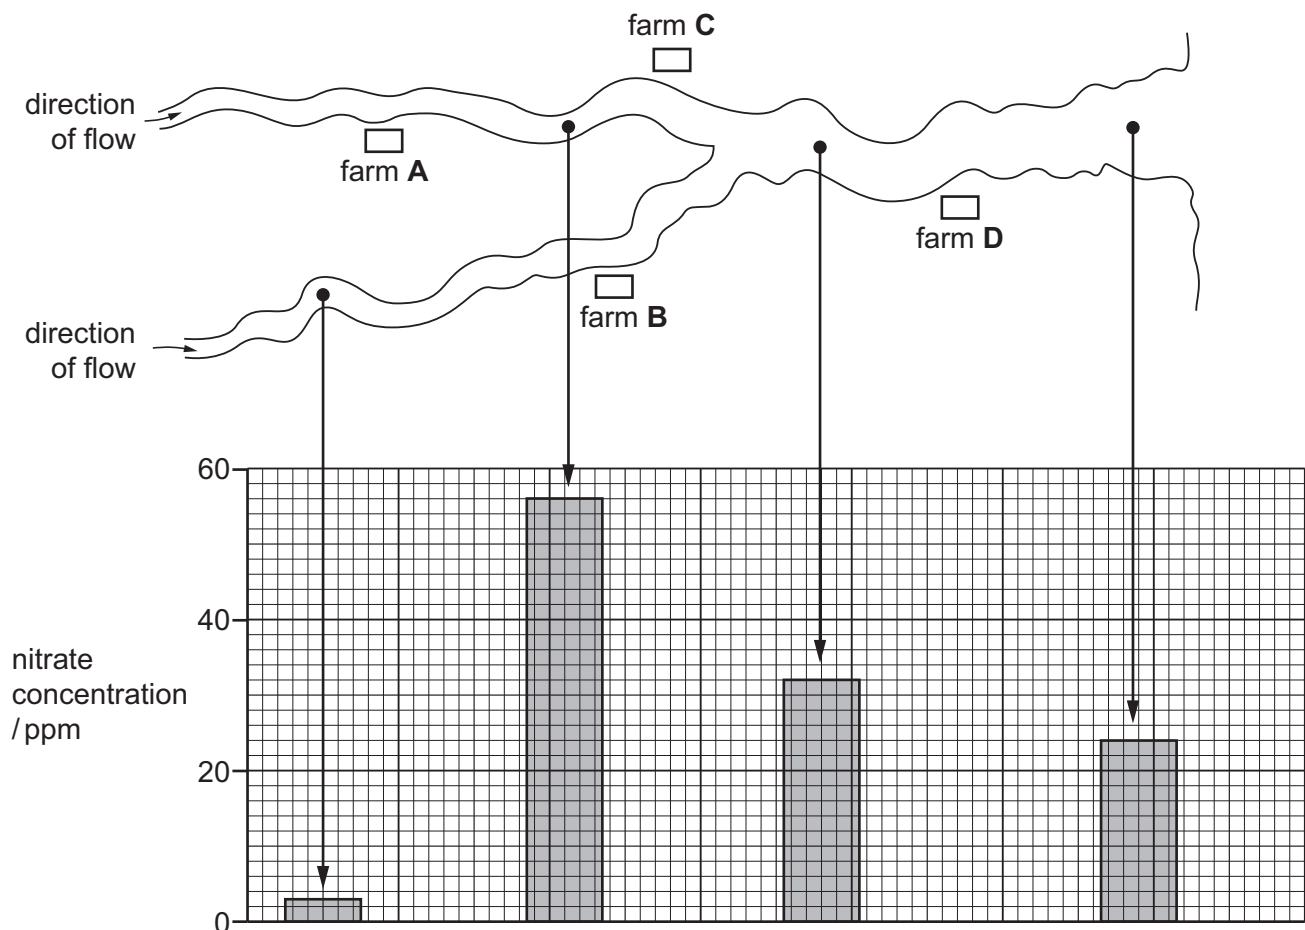 farm C
direction
of flow
farm A
farm D
farm B
direction
of flow
60
40
nitrate
concentration
/ ppm
20
0